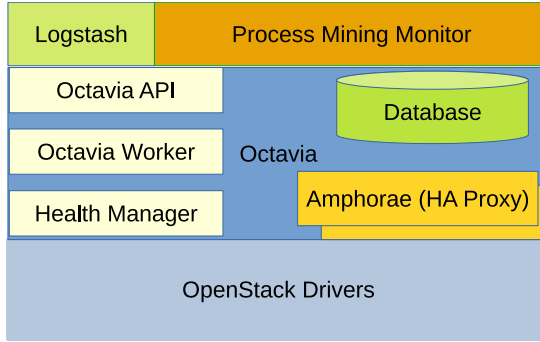 Logstash
Process Mining Monitor
Octavia API
Database
Octavia Worker
Octavia
Amphorae (HA Proxy)
Health Manager
OpenStack Drivers